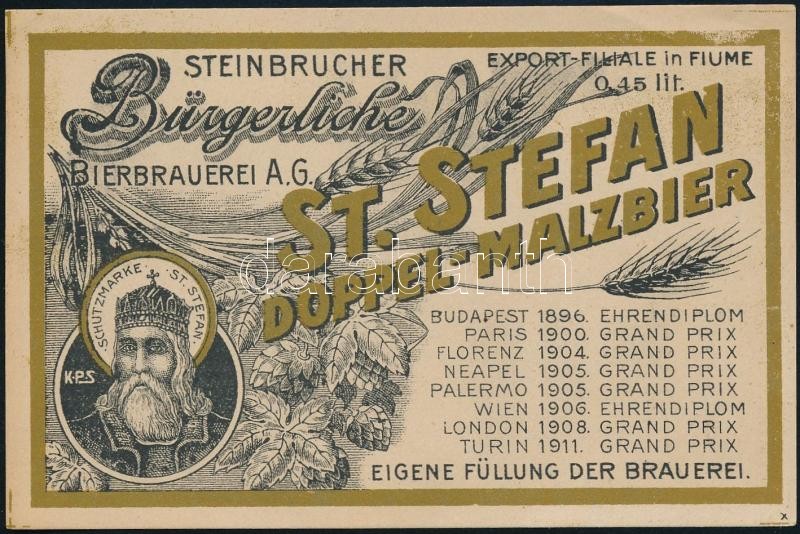 STEINBRUCHER
Bürgerliche
BIERBRAUEREI A.G.
EXPORT-FILIALE in FIUME
0.45 lit.
ST. STEFAN
DOPPEL-MALZBIER
darabanth
SCHUTZMARKE · ST. STEFAN.
K·P·S
BUDAPEST 1896. EHRENDIPLOM
PARIS 1900. GRAND PRIX
FLORENZ 1904. GRAND PRIX
NEAPEL 1905. GRAND PRIX
PALERMO 1905. GRAND PRIX
WIEN 1906. EHRENDIPLOM
LONDON 1908. GRAND PRIX
TURIN 1911. GRAND PRIX
EIGENE FÜLLUNG DER BRAUEREI.
x